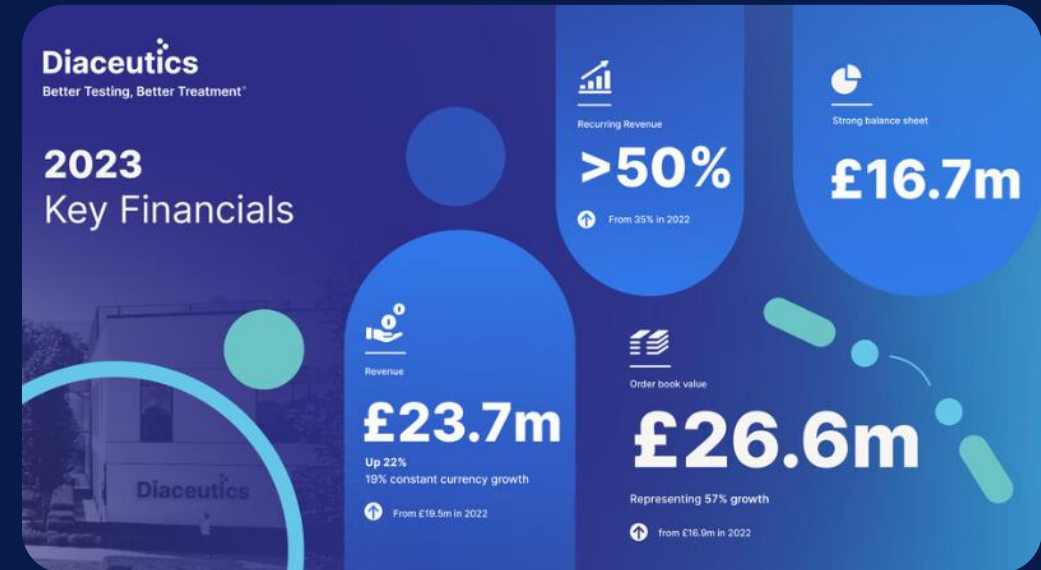 Diaceutics
Better Testing, Better Treatment®
2023
Key Financials
Recurring Revenue
>50%
From 35% in 2022
Strong balance sheet
£16.7m
Revenue
£23.7m
Up 22%
19% constant currency growth
From £19.5m in 2022
Order book value
£26.6m
Representing 57% growth
from £16.9m in 2022
Diaceutics